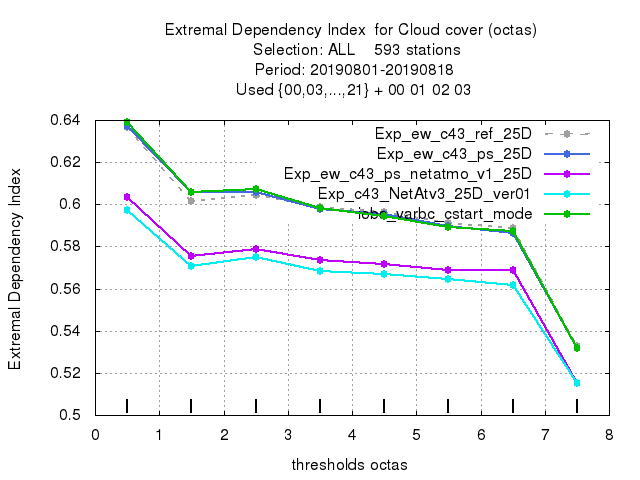 Extremal Dependency Index  for Cloud cover (octas)
Selection: ALL    593 stations
Period: 20190801-20190818
Used {00,03,...,21} + 00 01 02 03
Extremal Dependency Index
0.64
0.62
0.6
0.58
0.56
0.54
0.52
0.5
Exp_ew_c43_ref_25D
Exp_ew_c43_ps_25D
Exp_ew_c43_ps_netatmo_v1_25D
Exp_c43_NetAtv3_25D_ver01
varbc_cstart_mode
0 1 2 3 4 5 6 7 8
thresholds octas